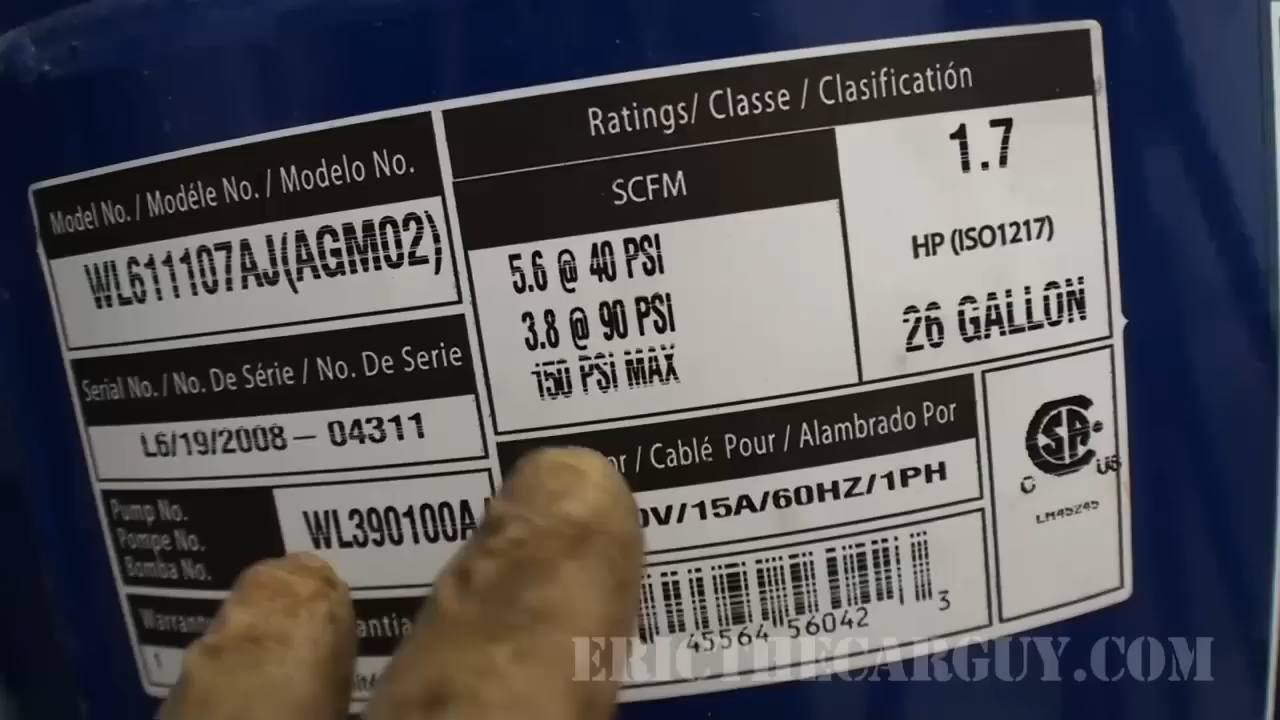 Model No. / Modéle No. / Modelo No.
WL611107AJ(AGM02)
Serial No. / No. De Série / No. De Serie
L6/19/2008 – 04311
Pump No.
Pompe No.
Bomba No.
WL390100A
Ratings/ Classe / Clasificatión
SCFM
5.6 @ 40 PSI
3.8 @ 90 PSI
150 PSI MAX
1.7
HP (ISO1217)
26 GALLON
/ Cablé Pour / Alambrado Por
V/15A/60HZ/1PH
CSA
C US
LM45245
45564 56042 3
ERICTHECARGUY.COM